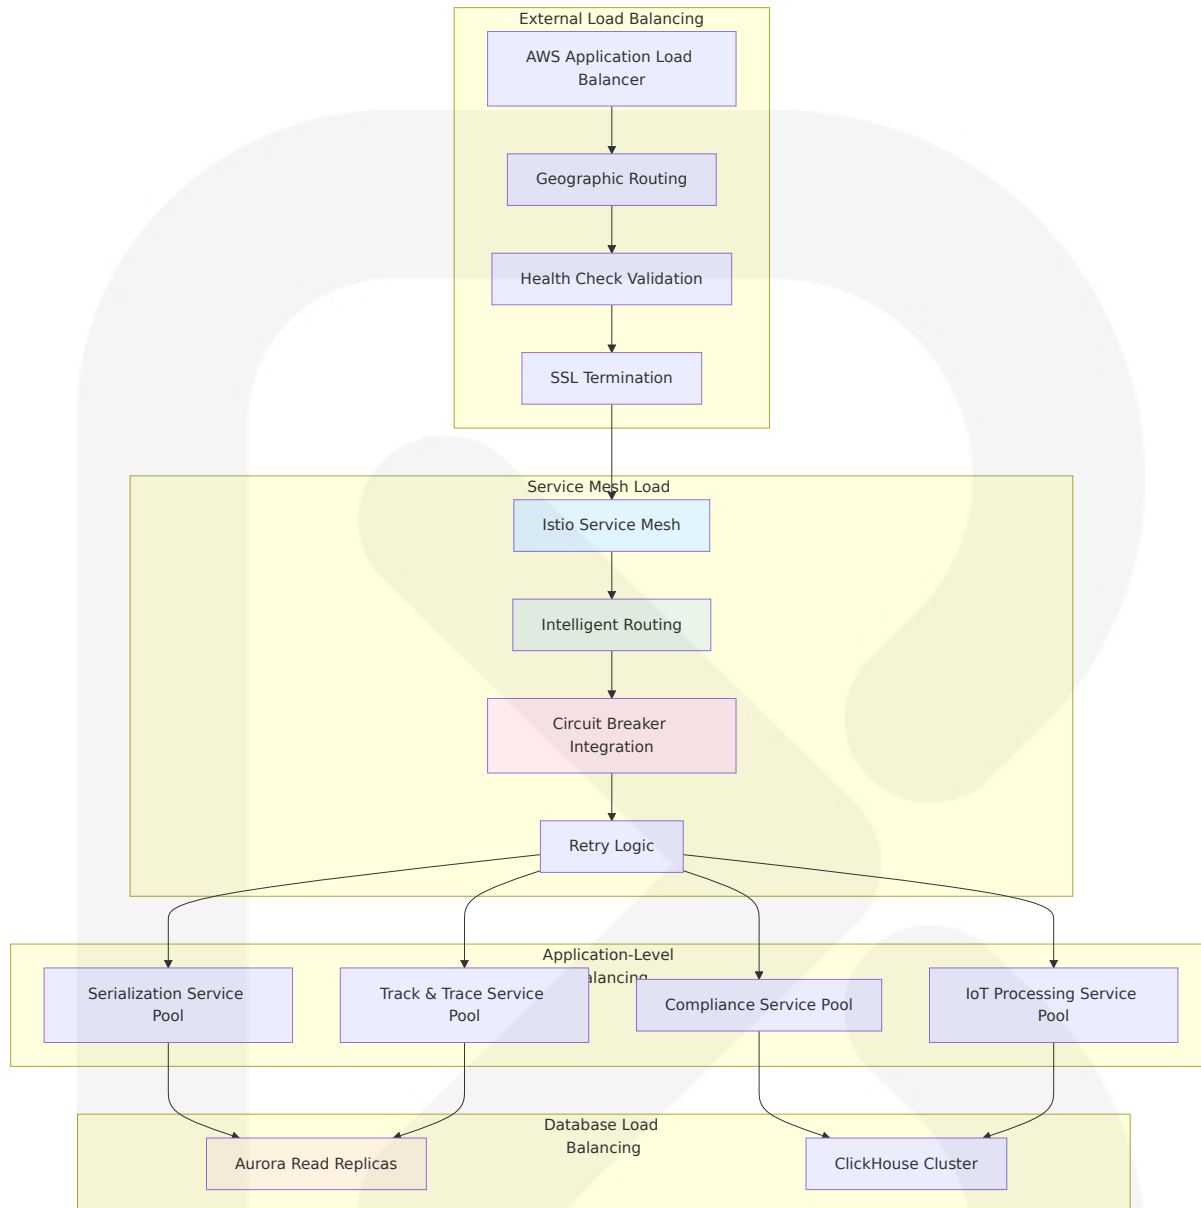 External Load Balancing
AWS Application Load
Balancer
Geographic Routing
Health Check Validation
SSL Termination
Service Mesh Load
Istio Service Mesh
Intelligent Routing
Circuit Breaker
Integration
Retry Logic
Application-Level
alancing
Serialization Service
Pool
Track & Trace Service
Pool
Compliance Service Pool
IoT Processing Service
Pool
Database Load
Balancing
Aurora Read Replicas
ClickHouse Cluster